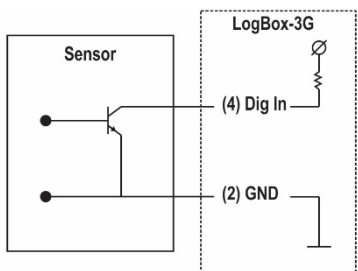 LogBox-3G
Sensor
(4) Dig In
(2) GND